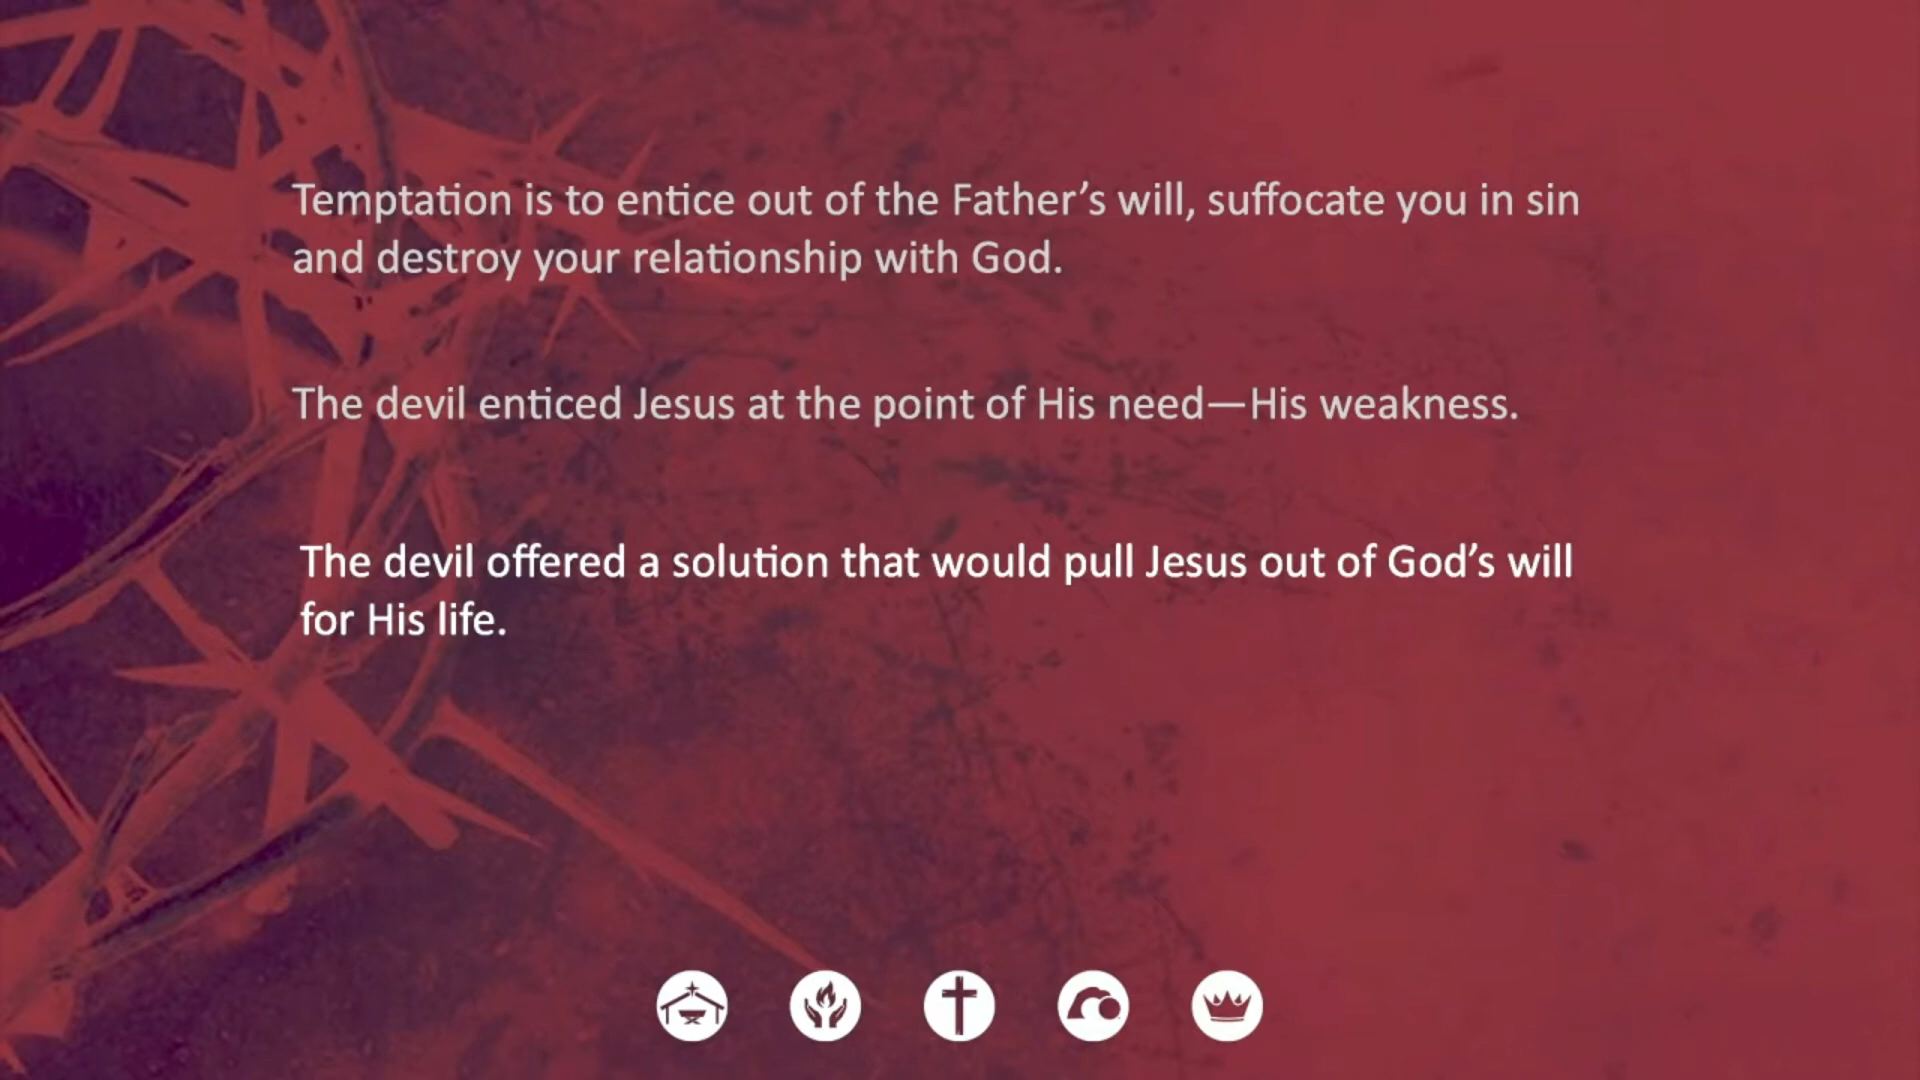 Temptation is to entice out of the Father’s will, suffocate you in sin
and destroy your relationship with God.
The devil enticed Jesus at the point of His need—His weakness.
The devil offered a solution that would pull Jesus out of God’s will
for His life.